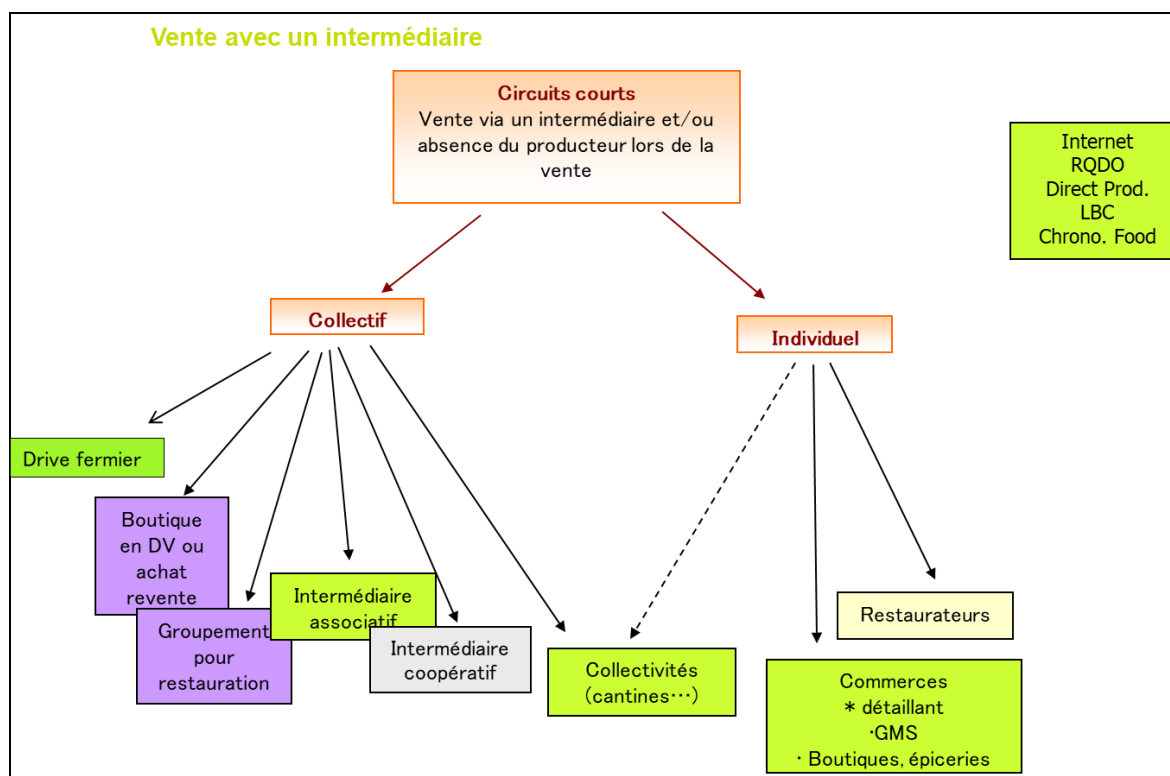 Vente avec un intermédiaire
Circuits courts
Vente via un intermédiaire et/ou
absence du producteur lors de la
vente
Internet
RQDO
Direct Prod.
LBC
Chrono. Food
Collectif
Individuel
Drive fermier
Boutique
en DV ou
achat
revente
Groupement
pour
restauration
Intermédiaire
associatif
Intermédiaire
coopératif
Collectivités
(cantines…)
Restaurateurs
Commerces
* détaillant
·GMS
· Boutiques, épiceries